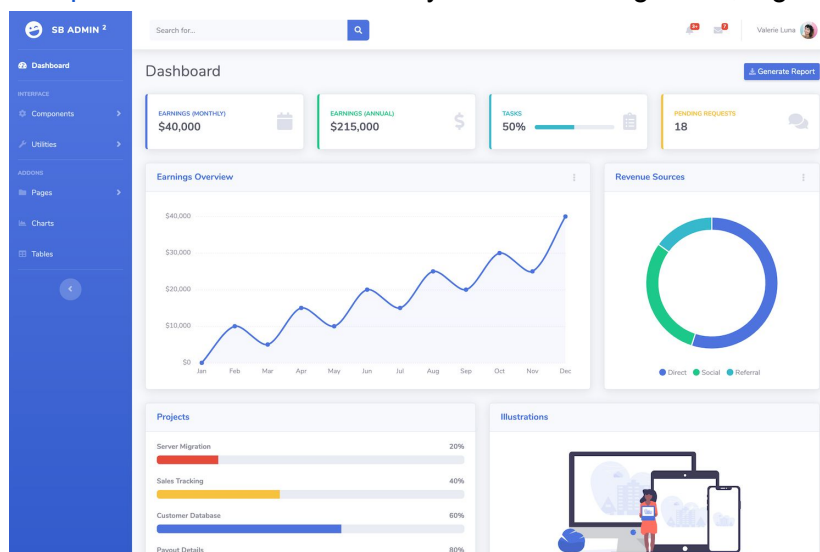 SB ADMIN 2
Search for...
3+
7
Valerie Luna
Dashboard
Dashboard
Generate Report
INTERFACE
Components
Utilities
ADDONS
Pages
Charts
Tables
EARNINGS (MONTHLY)
$40,000
EARNINGS (ANNUAL)
$215,000
TASKS
50%
PENDING REQUESTS
18
Earnings Overview
$40,000
$30,000
$20,000
$10,000
$0
Jan Feb Mar Apr May Jun Jul Aug Sep Oct Nov Dec
Revenue Sources
Direct Social Referral
Projects
Server Migration 20%
Sales Tracking 40%
Customer Database 60%
Payout Details 80%
Illustrations